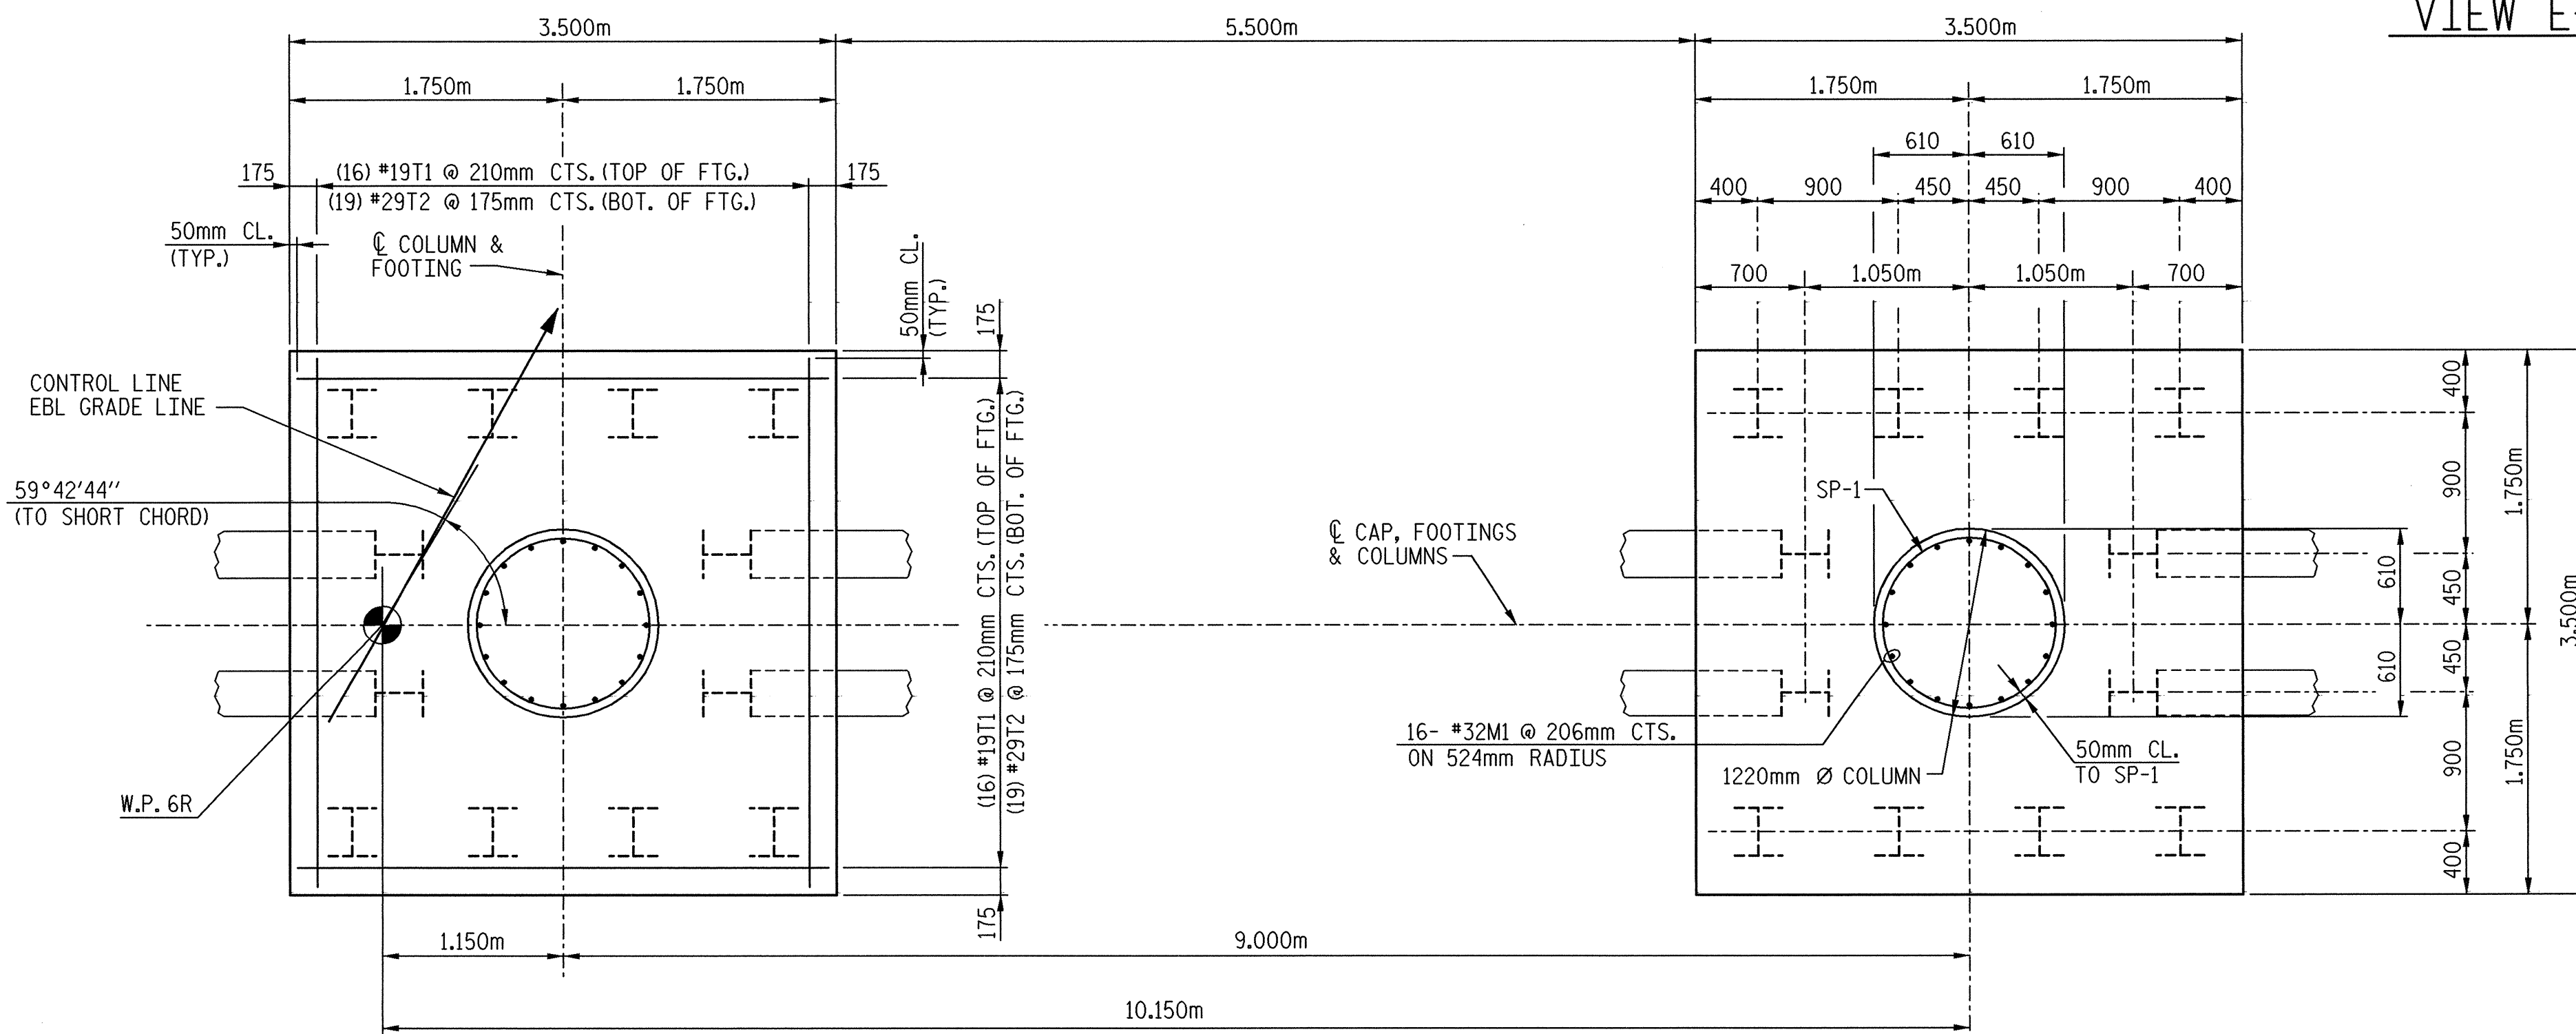 VIEW E
3.500m
5.500m
3.500m
1.750m
1.750m
1.750m
1.750m
610
610
175
(16) #19T1 @ 210mm CTS. (TOP OF FTG.)
175
(19) #29T2 @ 175mm CTS. (BOT. OF FTG.)
400
900
450
450
900
400
50mm CL.
(TYP.)
℄ COLUMN &
FOOTING
50mm CL.
(TYP.)
175
700
1.050m
1.050m
700
CONTROL LINE
EBL GRADE LINE
59°42'44''
(TO SHORT CHORD)
(16) #19T1 @ 210mm CTS. (TOP OF FTG.)
(19) #29T2 @ 175mm CTS. (BOT. OF FTG.)
℄ CAP, FOOTINGS
& COLUMNS
SP-1
400
900
1.750m
610
450
3.500m
610
450
900
1.750m
400
16- #32M1 @ 206mm CTS.
ON 524mm RADIUS
1220mm Ø COLUMN
50mm CL.
TO SP-1
W.P. 6R
175
1.150m
9.000m
10.150m